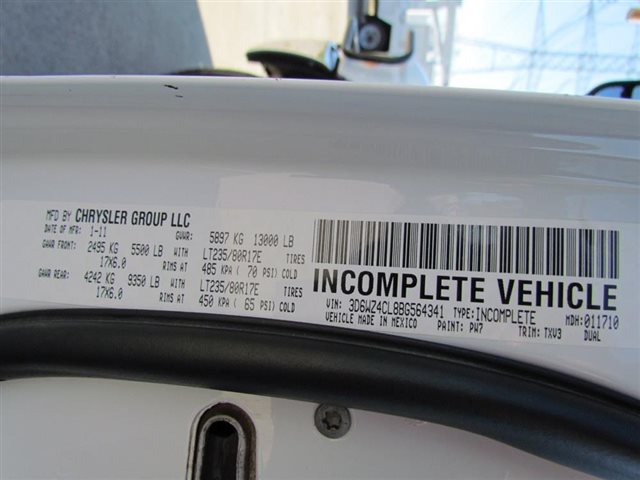 MFD BY CHRYSLER GROUP LLC
DATE OF MFR: 1-11 GVWR: 5897 KG 13000 LB
GAWR FRONT: 2495 KG 5500 LB WITH LT235/80R17E TIRES
17X6.0 RIMS AT 485 KPA ( 70 PSI) COLD
GAWR REAR: 4242 KG 9350 LB WITH LT235/80R17E TIRES
17X6.0 RIMS AT 450 KPA ( 65 PSI) COLD
INCOMPLETE VEHICLE
VIN: 3D6WZ4CL8BG564341 TYPE: INCOMPLETE MDH: 011710
VEHICLE MADE IN MEXICO PAINT: PW7 TRIM: TXV3 DUAL